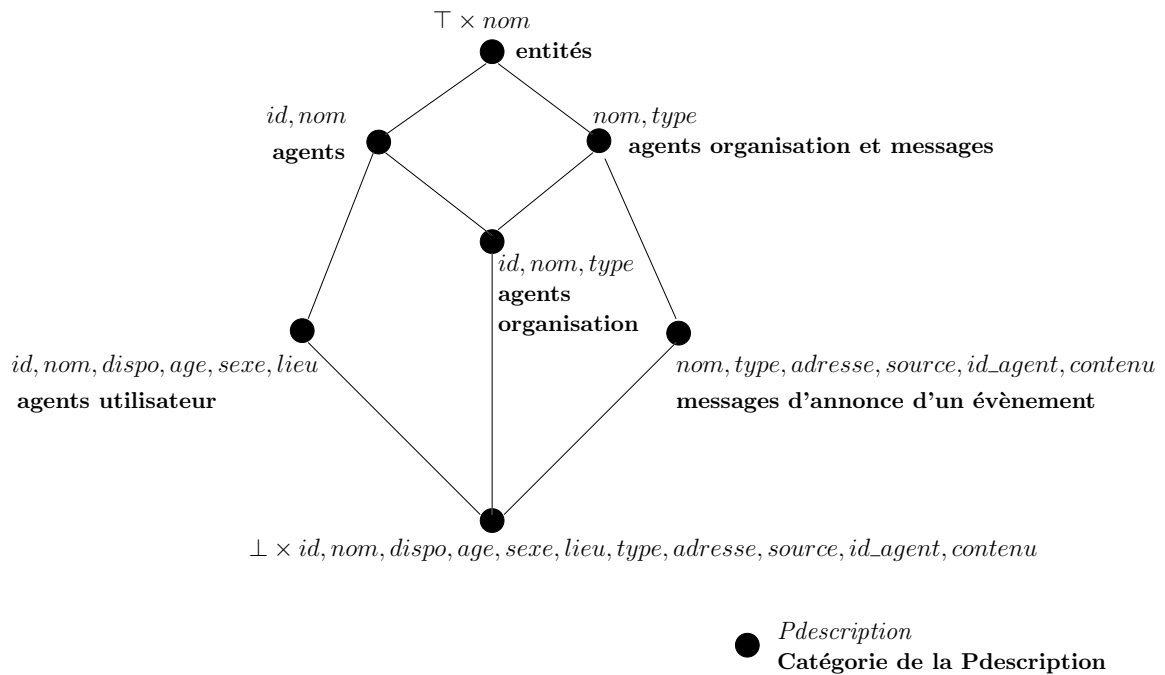 ⊤ × nom
entités
id, nom
agents
nom, type
agents organisation et messages
id, nom, type
agents
organisation
id, nom, dispo, age, sexe, lieu
agents utilisateur
nom, type, adresse, source, id_agent, contenu
messages d'annonce d'un évènement
⊥ × id, nom, dispo, age, sexe, lieu, type, adresse, source, id_agent, contenu
Pdescription
Catégorie de la Pdescription